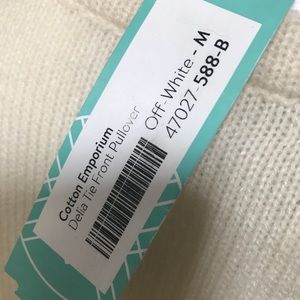 Cotton Emporium
Delia Tie Front Pullover
Off-White - M
47027-588-B